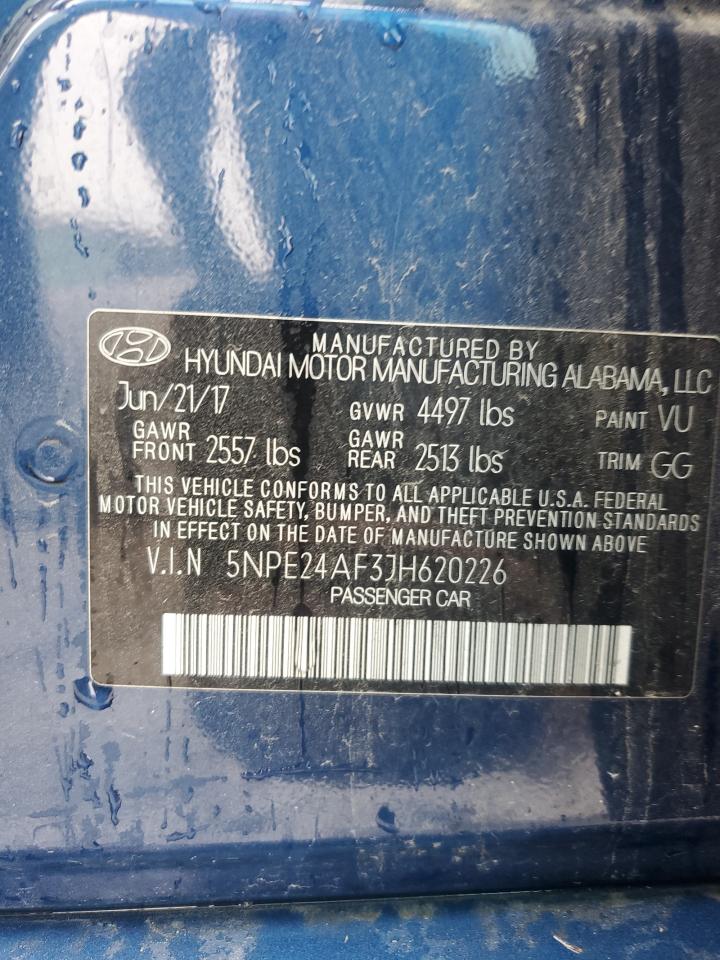 MANUFACTURED BY
HYUNDAI MOTOR MANUFACTURING ALABAMA, LLC
Jun/21/17 GVWR 4497 lbs PAINT VU
GAWR FRONT 2557 lbs GAWR REAR 2513 lbs TRIM GG
THIS VEHICLE CONFORMS TO ALL APPLICABLE U.S.A. FEDERAL
MOTOR VEHICLE SAFETY, BUMPER, AND THEFT PREVENTION STANDARDS
IN EFFECT ON THE DATE OF MANUFACTURE SHOWN ABOVE
V.I.N 5NPE24AF3JH620226
PASSENGER CAR